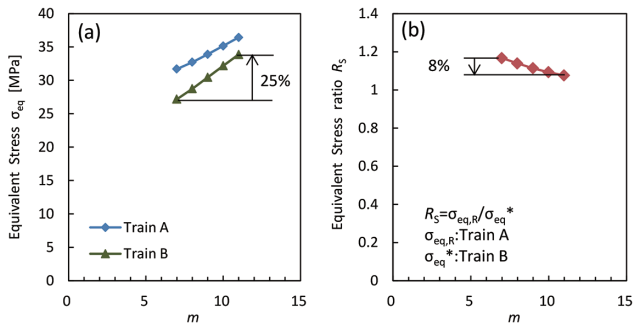 (a)
Equivalent Stress σeq [MPa]
40
35
30
25
20
15
10
5
0
25%
Train A
Train B
0 5 10 15
m
(b)
Equivalent Stress ratio RS
1.4
1.2
1
0.8
0.6
0.4
0.2
0
8%
RS=σeq,R/σeq*
σeq,R:Train A
σeq*:Train B
0 5 10 15
m